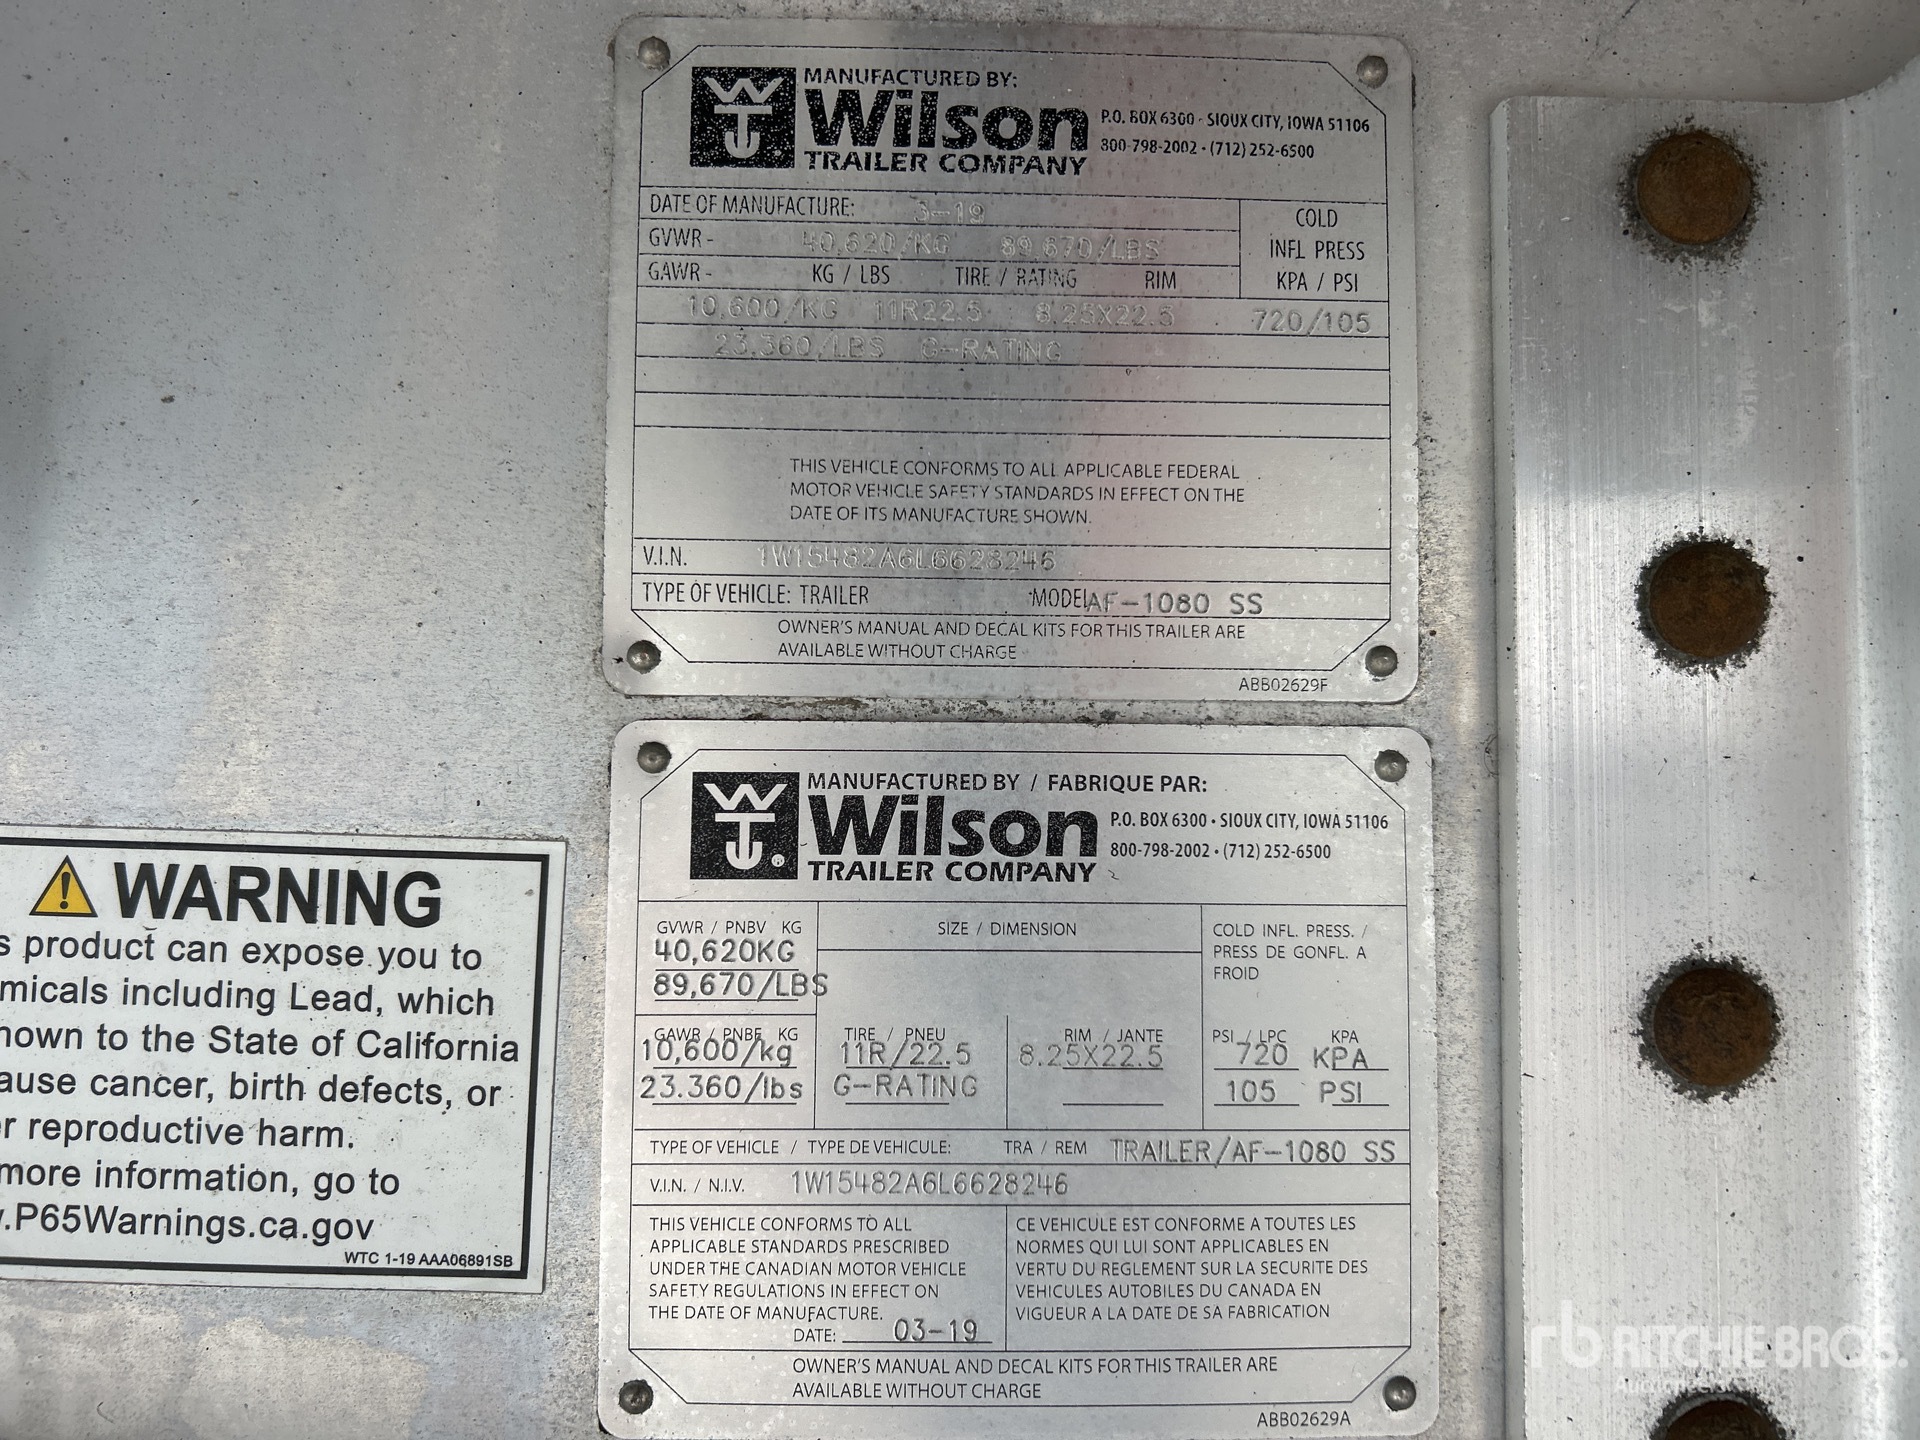 MANUFACTURED BY:
Wilson
TRAILER COMPANY
P.O. BOX 6300 - SIOUX CITY, IOWA 51106
800-798-2002 • (712) 252-6500
DATE OF MANUFACTURE: 3-19
GVWR - 40,620/KG 89,670/LBS
GAWR - KG / LBS TIRE / RATING RIM
COLD
INFL PRESS
KPA / PSI
10,600/KG 11R22.5 8.25X22.5 720/105
23.360/LBS G-RATING
THIS VEHICLE CONFORMS TO ALL APPLICABLE FEDERAL
MOTOR VEHICLE SAFETY STANDARDS IN EFFECT ON THE
DATE OF ITS MANUFACTURE SHOWN.
V.I.N. 1W15482A6L6628246
TYPE OF VEHICLE: TRAILER MODEL AF-1080 SS
OWNER'S MANUAL AND DECAL KITS FOR THIS TRAILER ARE
AVAILABLE WITHOUT CHARGE
ABB02629F
MANUFACTURED BY / FABRIQUE PAR:
Wilson
TRAILER COMPANY
P.O. BOX 6300 • SIOUX CITY, IOWA 51106
800-798-2002 • (712) 252-6500
GVWR / PNBV KG
40,620KG
89,670/LBS
SIZE / DIMENSION
COLD INFL. PRESS. /
PRESS DE GONFL. A
FROID
GAWR / PNBE KG TIRE / PNEU RIM / JANTE PSI / LPC KPA
10,600/kg 11R/22.5 8.25X22.5 720 KPA
23.360/lbs G-RATING 105 PSI
TYPE OF VEHICLE / TYPE DE VEHICULE: TRA / REM TRAILER/AF-1080 SS
V.I.N. / N.I.V. 1W15482A6L6628246
THIS VEHICLE CONFORMS TO ALL
APPLICABLE STANDARDS PRESCRIBED
UNDER THE CANADIAN MOTOR VEHICLE
SAFETY REGULATIONS IN EFFECT ON
THE DATE OF MANUFACTURE.
DATE: 03-19
CE VEHICULE EST CONFORME A TOUTES LES
NORMES QUI LUI SONT APPLICABLES EN
VERTU DU REGLEMENT SUR LA SECURITE DES
VEHICULES AUTOBILES DU CANADA EN
VIGUEUR A LA DATE DE SA FABRICATION
OWNER'S MANUAL AND DECAL KITS FOR THIS TRAILER ARE
AVAILABLE WITHOUT CHARGE
ABB02629A
WARNING
s product can expose you to
micals including Lead, which
nown to the State of California
ause cancer, birth defects, or
er reproductive harm.
more information, go to
.P65Warnings.ca.gov
WTC 1-19 AAA06891SB
rb RITCHIE BROS.